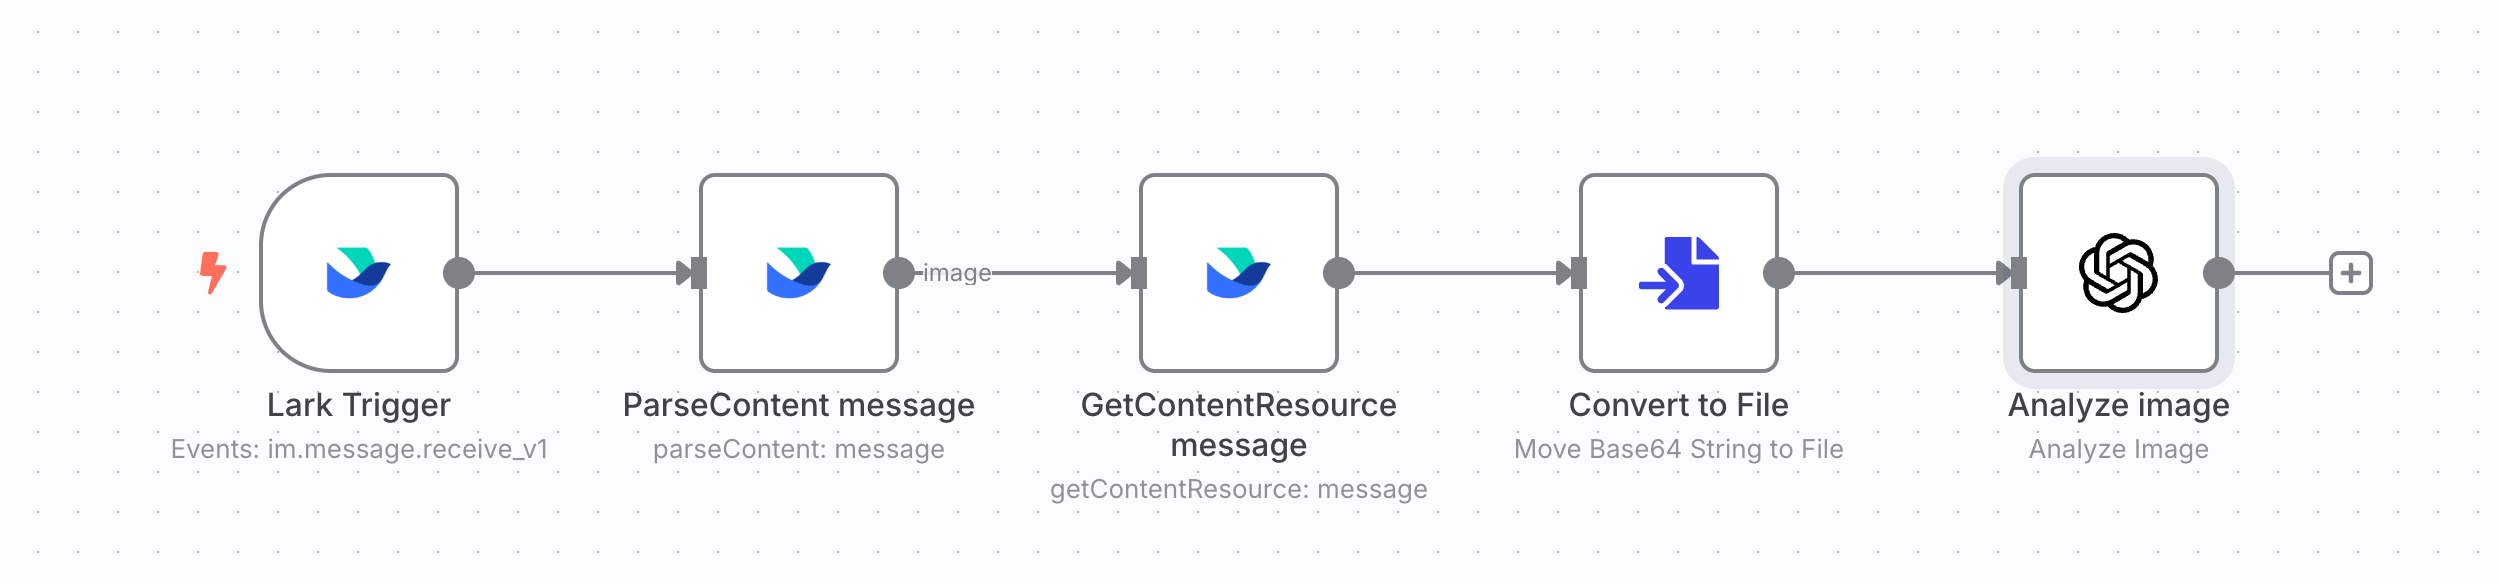 image
Lark Trigger
Events: im.message.receive_v1
ParseContent message
parseContent: message
GetContentResource
message
getContentResource: message
Convert to File
Move Base64 String to File
Analyze image
Analyze Image